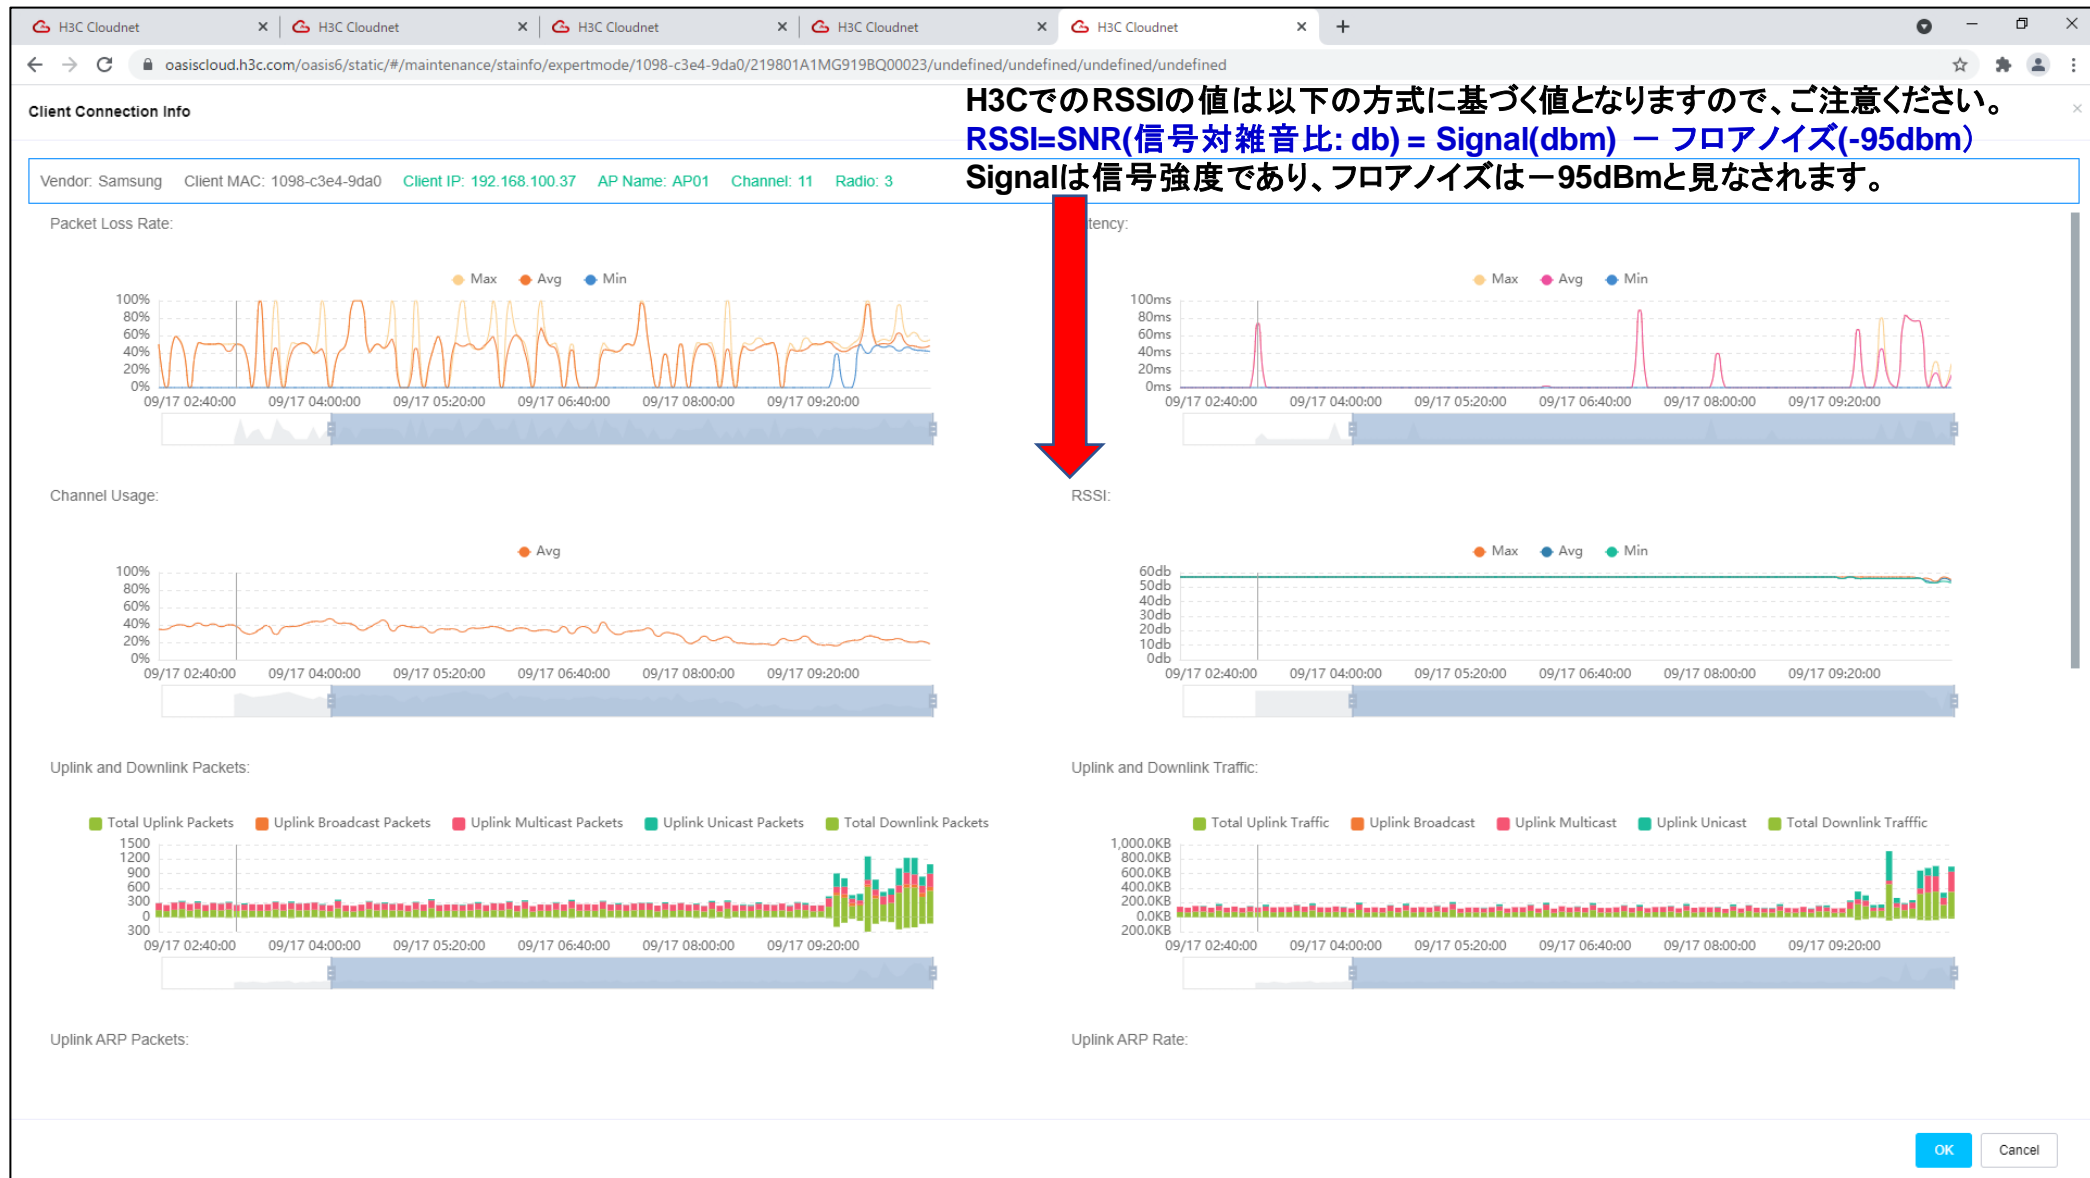 H3C Cloudnet
H3C Cloudnet
H3C Cloudnet
H3C Cloudnet
H3C Cloudnet
oasiscloud.h3c.com/oasis6/static/#/maintenance/stainfo/expertmode/1098-c3e4-9da0/219801A1MG919BQ00023/undefined/undefined/undefined/undefined
Client Connection Info
H3CでのRSSIの値は以下の方式に基づく値となりますので、ご注意ください。
RSSI=SNR(信号対雑音比: db) = Signal(dbm) － フロアノイズ(-95dbm）
Signalは信号強度であり、フロアノイズは－95dBmと見なされます。
Vendor: Samsung Client MAC: 1098-c3e4-9da0 Client IP: 192.168.100.37 AP Name: AP01 Channel: 11 Radio: 3
Packet Loss Rate:
Max Avg Min
100%
80%
60%
40%
20%
0%
09/17 02:40:00 09/17 04:00:00 09/17 05:20:00 09/17 06:40:00 09/17 08:00:00 09/17 09:20:00
tency:
Max Avg Min
100ms
80ms
60ms
40ms
20ms
0ms
09/17 02:40:00 09/17 04:00:00 09/17 05:20:00 09/17 06:40:00 09/17 08:00:00 09/17 09:20:00
Channel Usage:
Avg
100%
80%
60%
40%
20%
0%
09/17 02:40:00 09/17 04:00:00 09/17 05:20:00 09/17 06:40:00 09/17 08:00:00 09/17 09:20:00
RSSI:
Max Avg Min
60db
50db
40db
30db
20db
10db
0db
09/17 02:40:00 09/17 04:00:00 09/17 05:20:00 09/17 06:40:00 09/17 08:00:00 09/17 09:20:00
Uplink and Downlink Packets:
Total Uplink Packets Uplink Broadcast Packets Uplink Multicast Packets Uplink Unicast Packets Total Downlink Packets
1500
1200
900
600
300
0
300
09/17 02:40:00 09/17 04:00:00 09/17 05:20:00 09/17 06:40:00 09/17 08:00:00 09/17 09:20:00
Uplink and Downlink Traffic:
Total Uplink Traffic Uplink Broadcast Uplink Multicast Uplink Unicast Total Downlink Trafffic
1,000.0KB
800.0KB
600.0KB
400.0KB
200.0KB
0.0KB
200.0KB
09/17 02:40:00 09/17 04:00:00 09/17 05:20:00 09/17 06:40:00 09/17 08:00:00 09/17 09:20:00
Uplink ARP Packets:
Uplink ARP Rate:
OK
Cancel